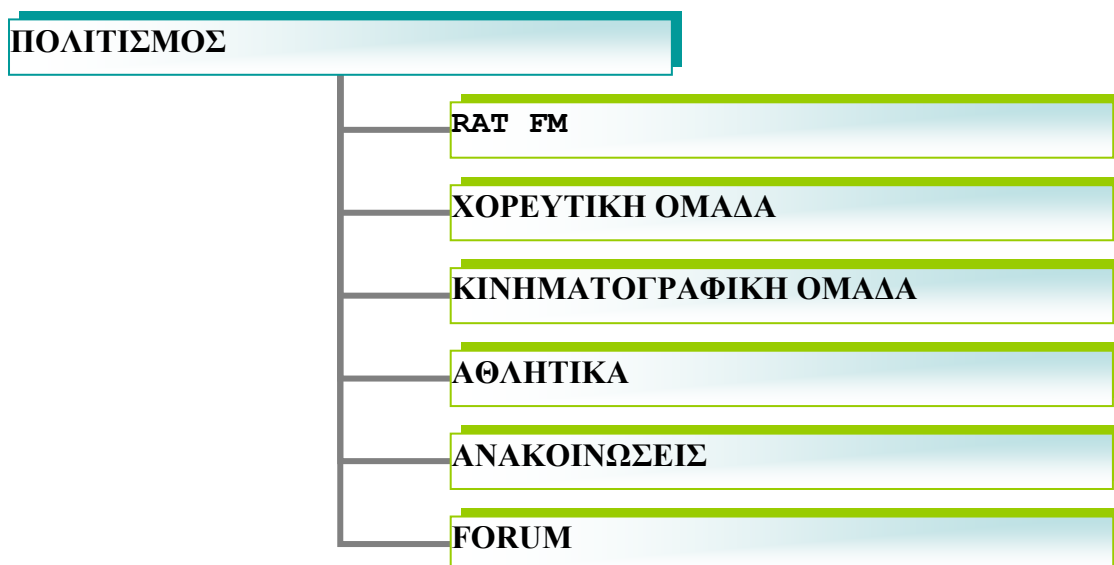 ΠΟΛΙΤΙΣΜΟΣ
RAT FM
ΧΟΡΕΥΤΙΚΗ ΟΜΑΔΑ
ΚΙΝΗΜΑΤΟΓΡΑΦΙΚΗ ΟΜΑΔΑ
ΑΘΛΗΤΙΚΑ
ΑΝΑΚΟΙΝΩΣΕΙΣ
FORUM